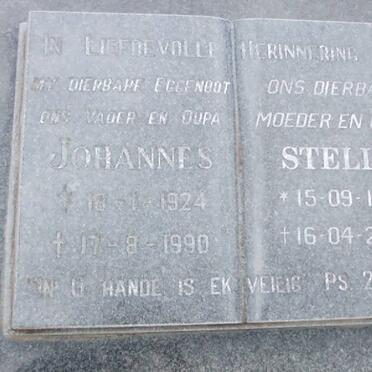 IN LIEFDEVOLLE HERINNERING
MY DIERBARE EGGENOOT
ONS VADER EN OUPA
JOHANNES
† 18-1-1924
† 17-8-1990
ONS DIERBA
MOEDER EN
STELL
* 15-09-1
† 16-04-2
IN U HANDE IS EK VEILIG PS. 2